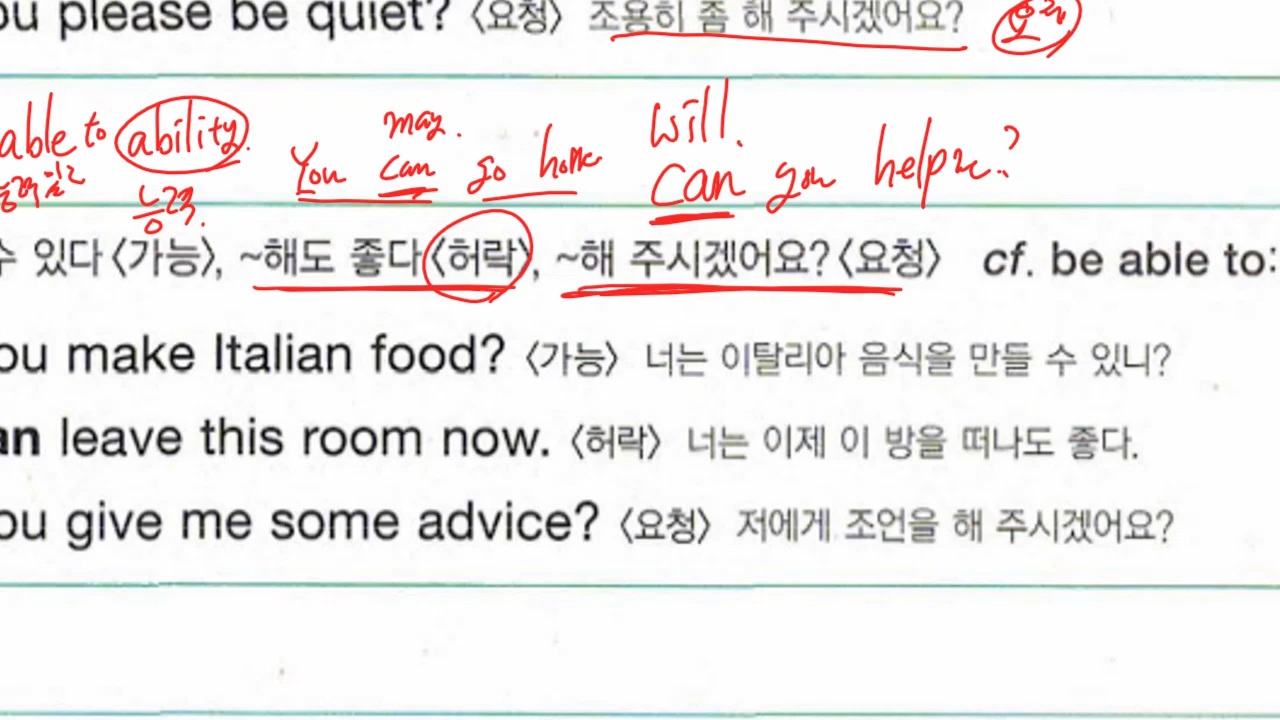 ou please be quiet? 〈요청〉 조용히 좀 해 주시겠어요?
may. will.
able to ability. You can go home can you help me?
능력
수 있다〈가능〉, ~해도 좋다〈허락〉, ~해 주시겠어요?〈요청〉 cf. be able to:
ou make Italian food? 〈가능〉 너는 이탈리아 음식을 만들 수 있니?
an leave this room now. 〈허락〉 너는 이제 이 방을 떠나도 좋다.
ou give me some advice? 〈요청〉 저에게 조언을 해 주시겠어요?